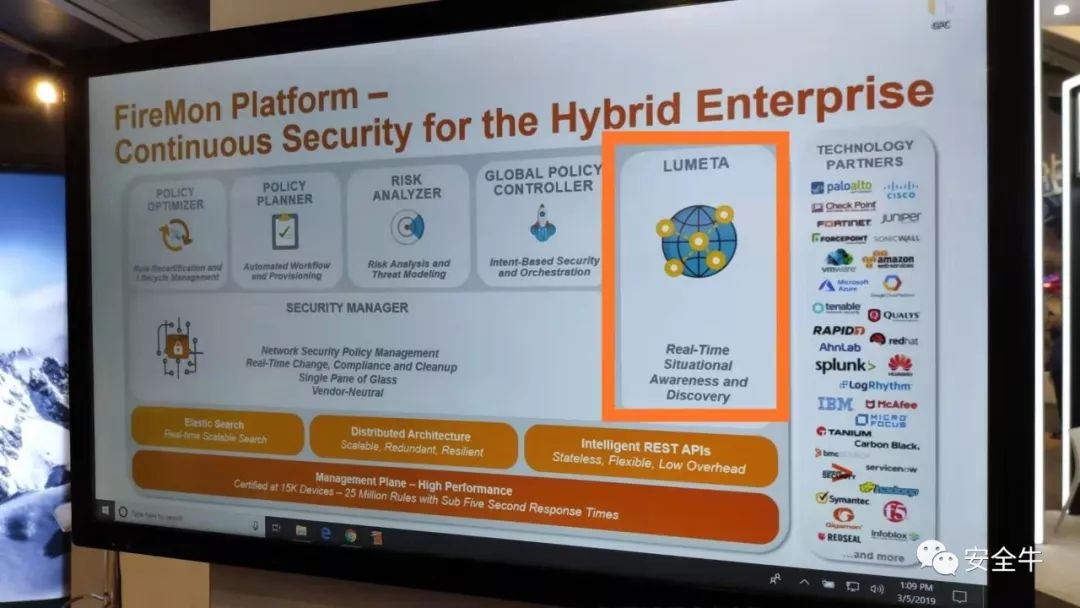 FireMon Platform –
Continuous Security for the Hybrid Enterprise
POLICY
OPTIMIZER
Rule Recertification and
Lifecycle Management
POLICY
PLANNER
Automated Workflow
and Provisioning
RISK
ANALYZER
Risk Analysis and
Threat Modeling
GLOBAL POLICY
CONTROLLER
Intent-Based Security
and Orchestration
LUMETA
Real-Time
Situational
Awareness and
Discovery
SECURITY MANAGER
Network Security Policy Management
Real-Time Change, Compliance and Cleanup
Single Pane of Glass
Vendor-Neutral
Elastic Search
Real-time Scalable Search
Distributed Architecture
Scalable, Redundant, Resilient
Intelligent REST APIs
Stateless, Flexible, Low Overhead
Management Plane – High Performance
Certified at 15K Devices – 25 Million Rules with Sub Five Second Response Times
TECHNOLOGY
PARTNERS
paloalto
CISCO
Check Point
FORTINET
JUNIPER
FORCEPOINT
SONICWALL
vmware
amazon
web services
Microsoft
Azure
Google Cloud Platform
tenable
network security
QUALYS
RAPID7
redhat
AhnLab
splunk>
HUAWEI
LogRhythm
IBM
McAfee
MICRO
FOCUS
TANIUM
Carbon Black.
bmc
SECURITY
servicenow
hadoop
Symantec
f5
Gigamon
REDSEAL
Infoblox
...and more
Type here to search
1:09 PM
3/5/2019
安全牛